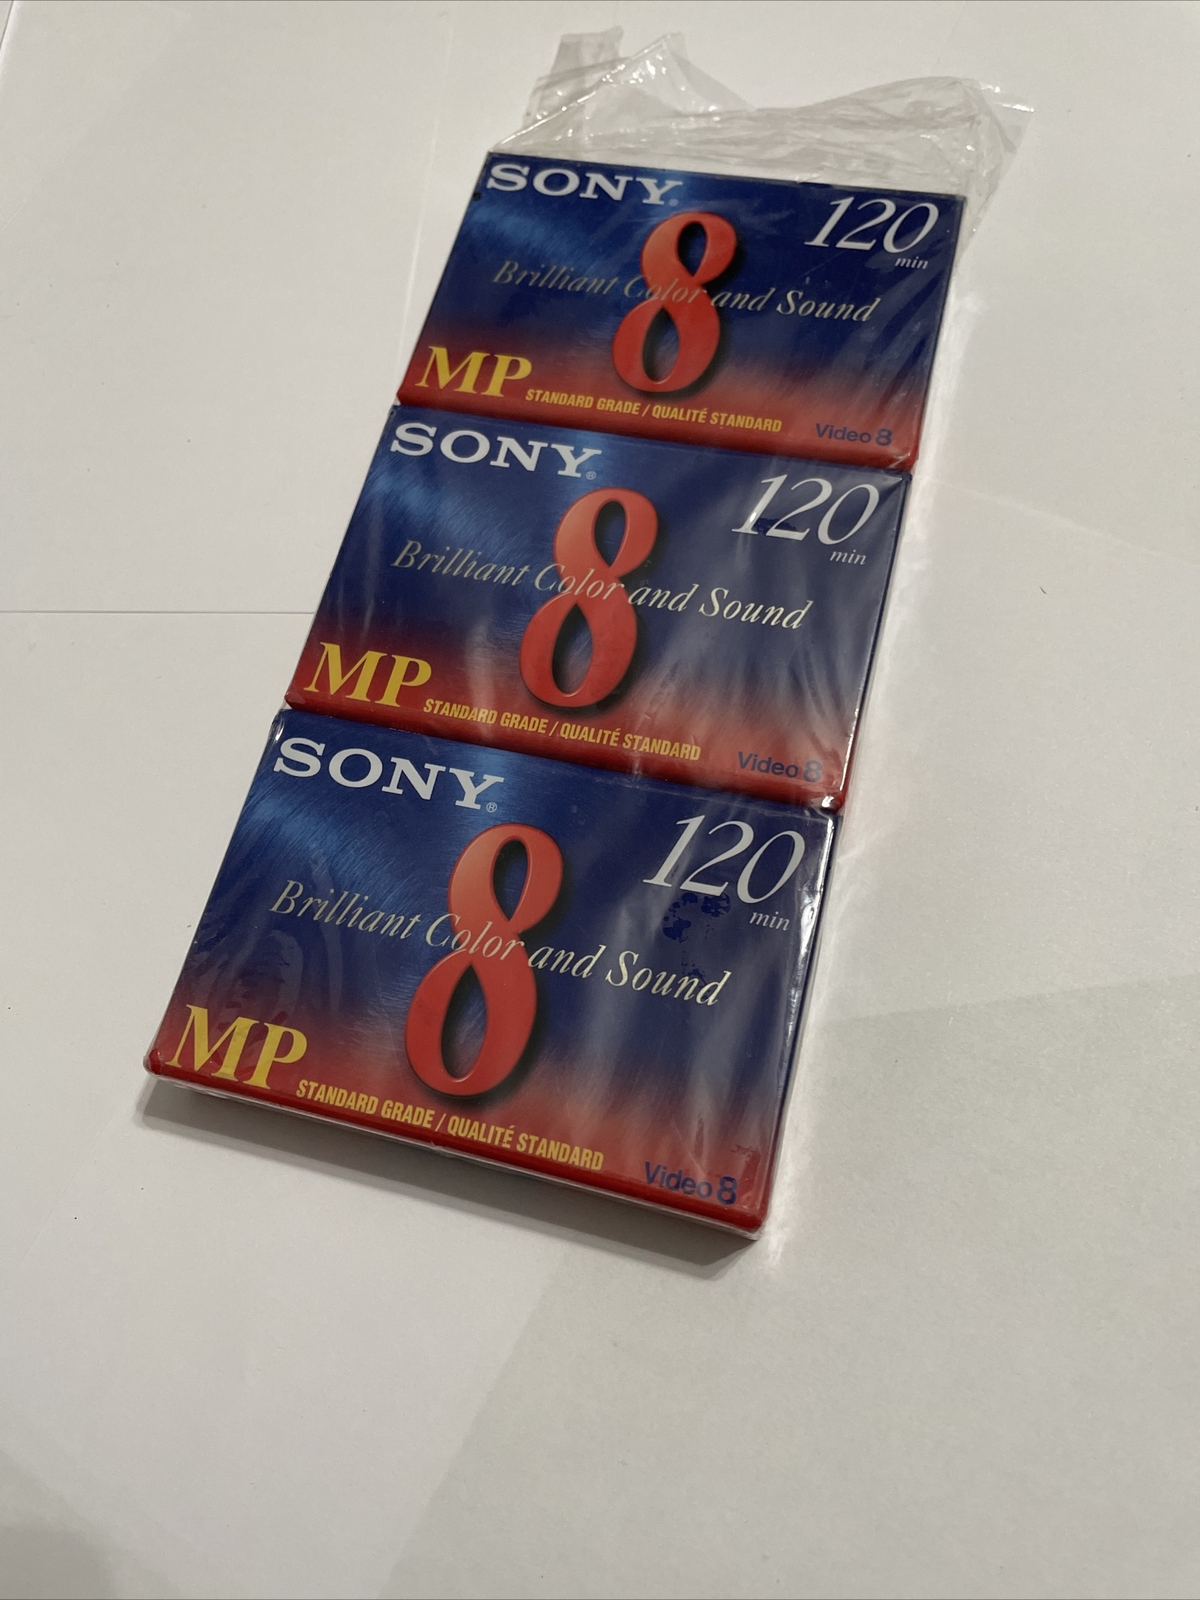 SONY
120
min
8
Brilliant Color and Sound
MP
STANDARD GRADE / QUALITÉ STANDARD
Video 8
SONY®
120
min
8
Brilliant Color and Sound
MP
STANDARD GRADE / QUALITÉ STANDARD
Video 8
SONY®
120
min
8
Brilliant Color and Sound
MP
STANDARD GRADE / QUALITÉ STANDARD
Video 8